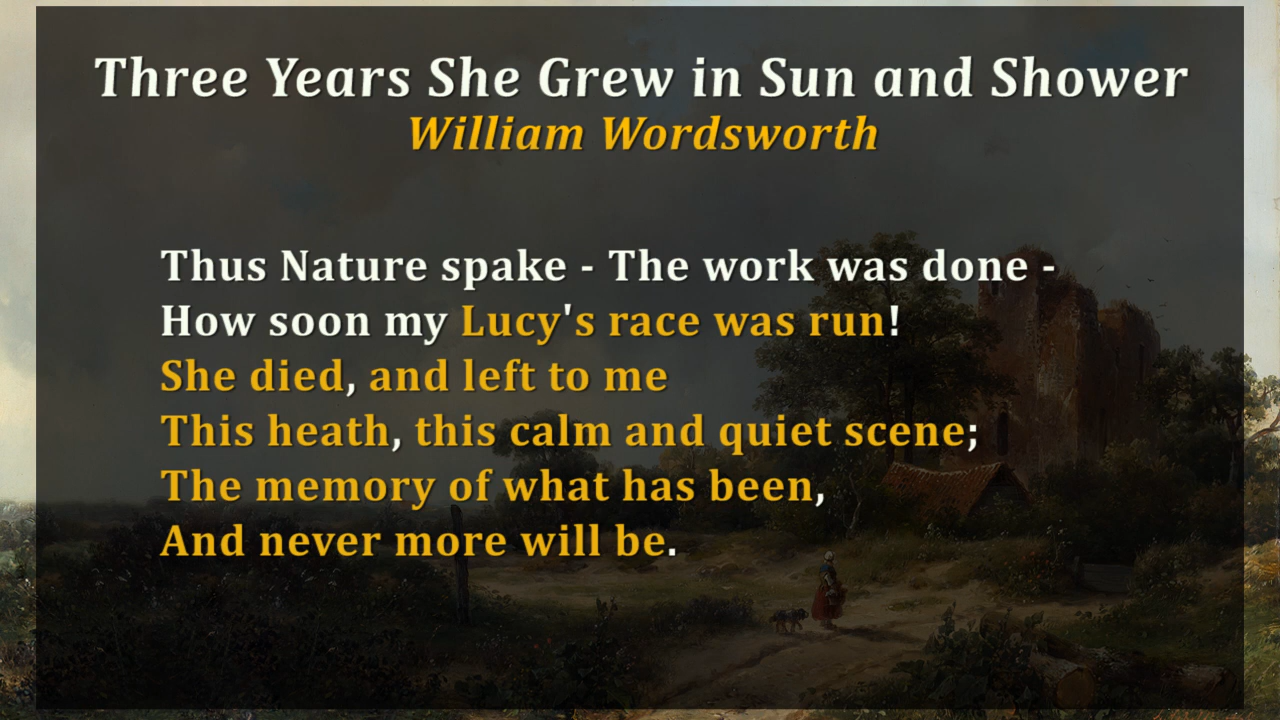 Three Years She Grew in Sun and Shower
William Wordsworth
Thus Nature spake - The work was done -
How soon my Lucy's race was run!
She died, and left to me
This heath, this calm and quiet scene;
The memory of what has been,
And never more will be.